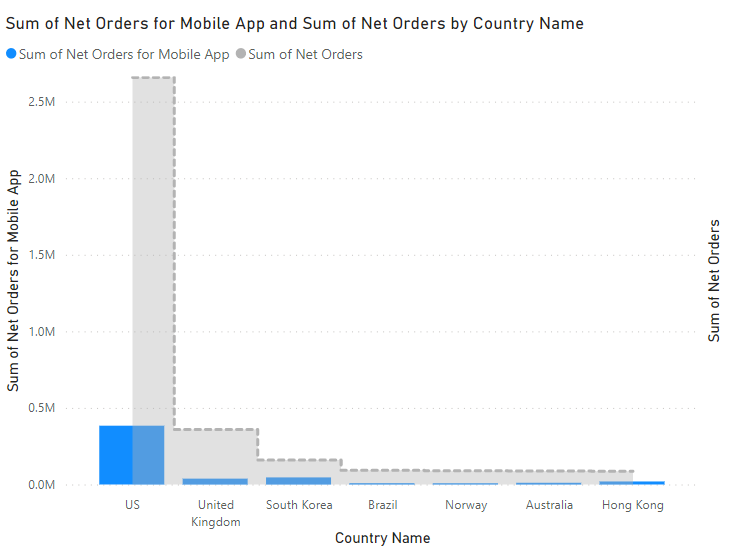 Sum of Net Orders for Mobile App and Sum of Net Orders by Country Name
Sum of Net Orders for Mobile App Sum of Net Orders
Sum of Net Orders for Mobile App
2.5M
2.0M
1.5M
1.0M
0.5M
0.0M
Sum of Net Orders
US United South Korea Brazil Norway Australia Hong Kong
Kingdom
Country Name